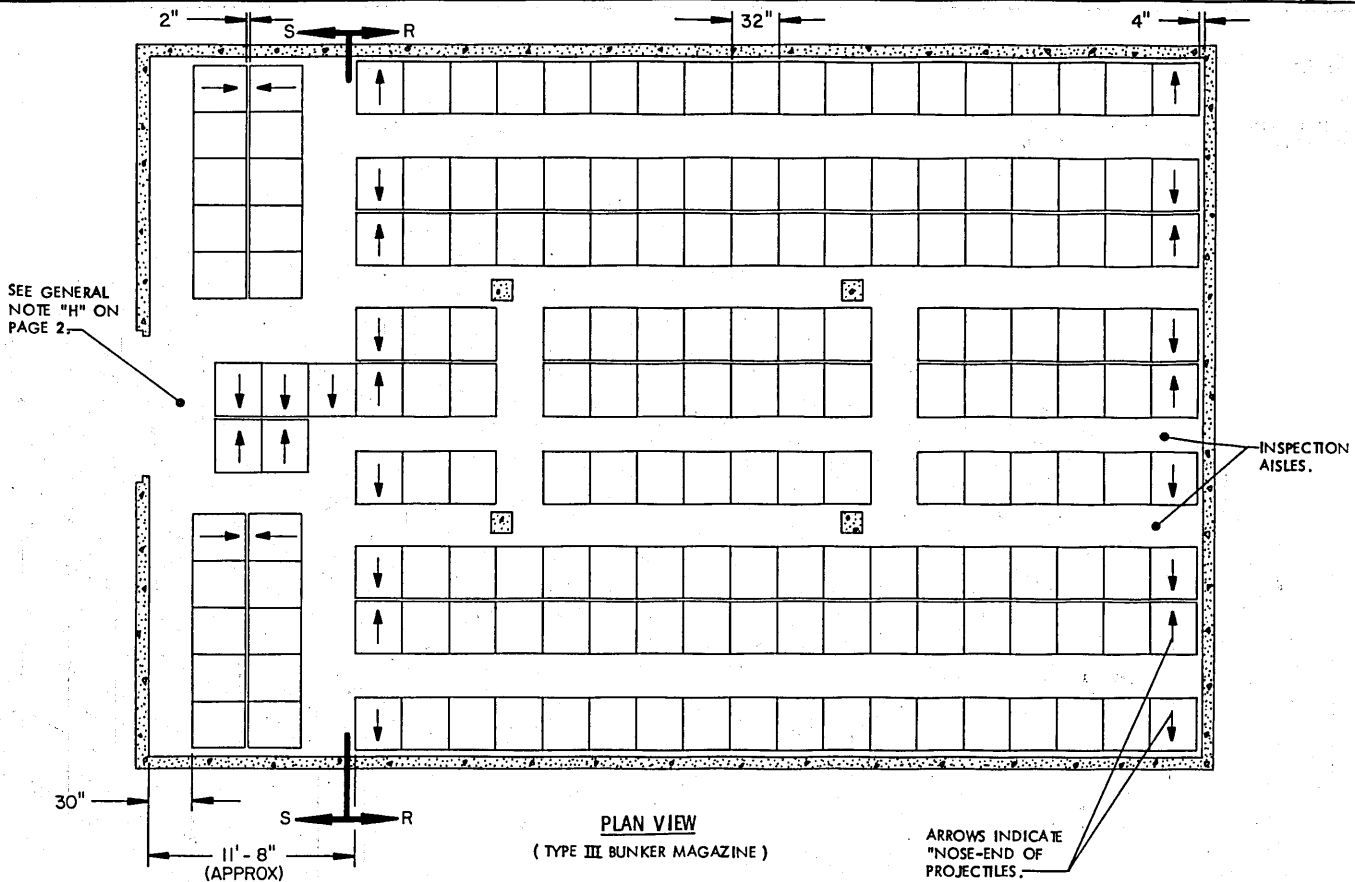 2"
32"
4"
S R
SEE GENERAL
NOTE "H" ON
PAGE 2.
INSPECTION
AISLES.
30"
S R
11'-8"
(APPROX)
PLAN VIEW
( TYPE III BUNKER MAGAZINE )
ARROWS INDICATE
"NOSE-END OF
PROJECTILES.